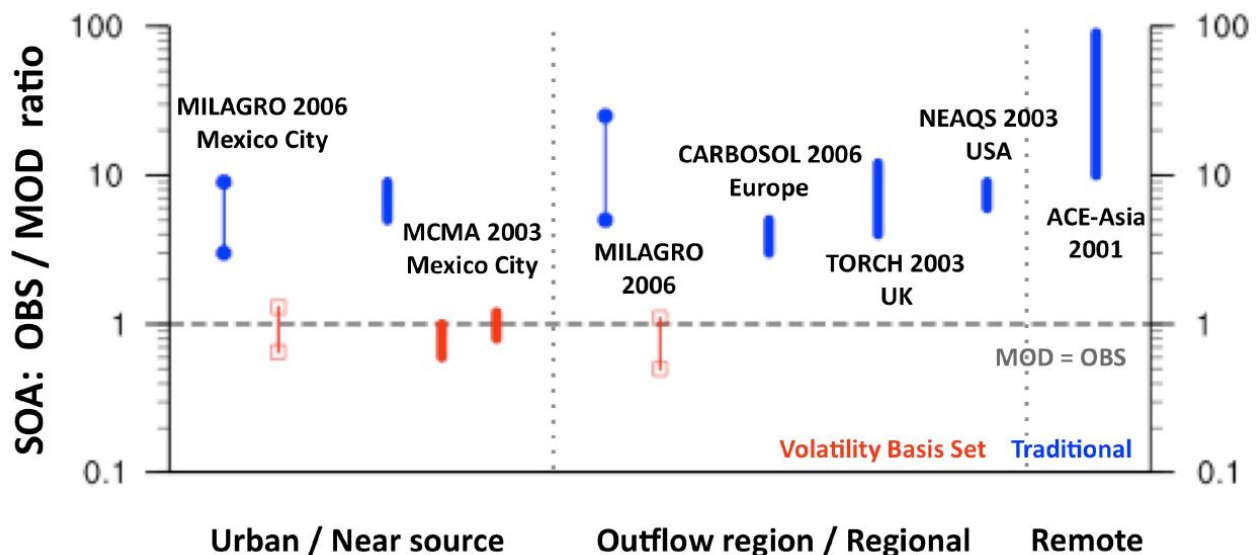 SOA: OBS / MOD ratio
100
10
1
0.1
MILAGRO 2006
Mexico City
MCMA 2003
Mexico City
MILAGRO
2006
CARBOSOL 2006
Europe
TORCH 2003
UK
NEAQS 2003
USA
ACE-Asia
2001
MOD = OBS
Volatility Basis Set
Traditional
100
10
1
0.1
Urban / Near source
Outflow region / Regional
Remote